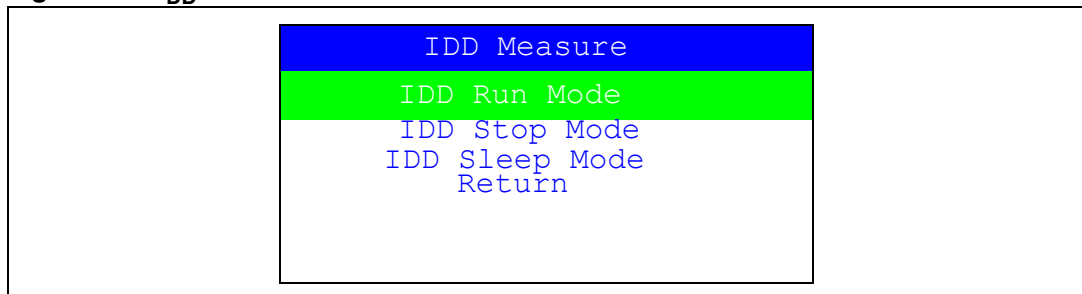 IDD Measure
IDD Run Mode
IDD Stop Mode
IDD Sleep Mode
Return